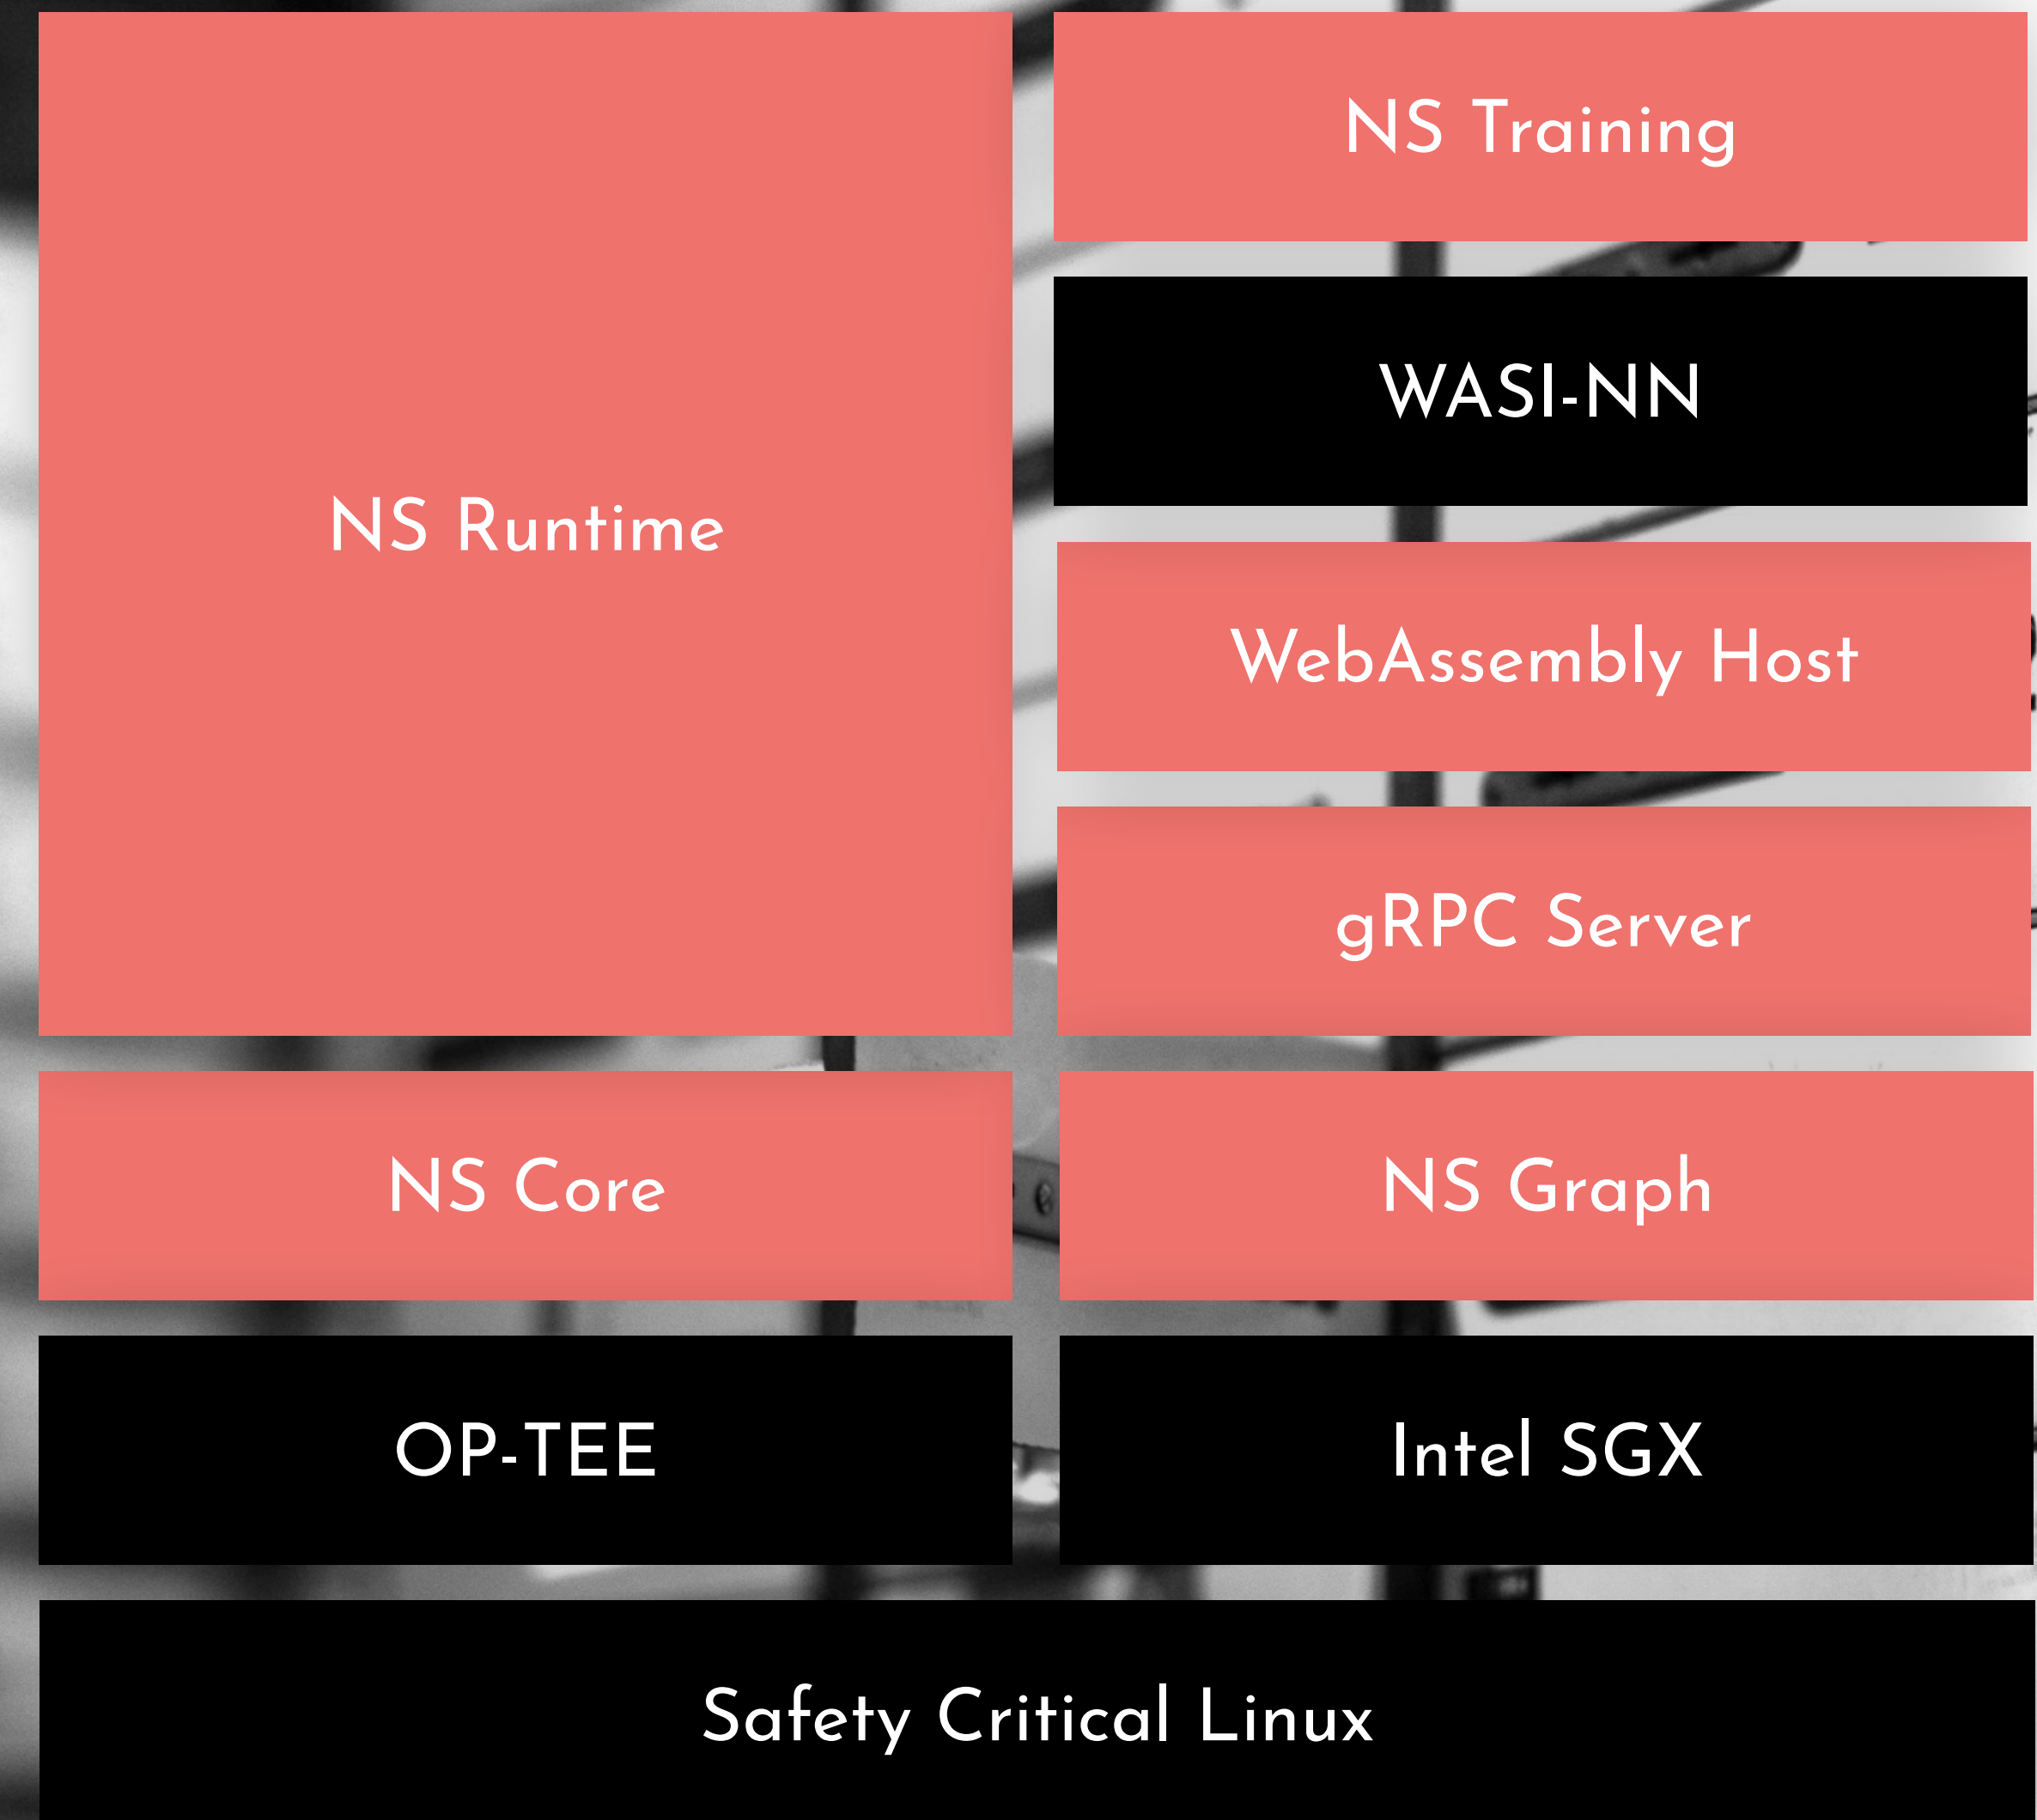 NS Training
WASI-NN
NS Runtime
WebAssembly Host
gRPC Server
NS Core
NS Graph
OP-TEE
Intel SGX
Safety Critical Linux